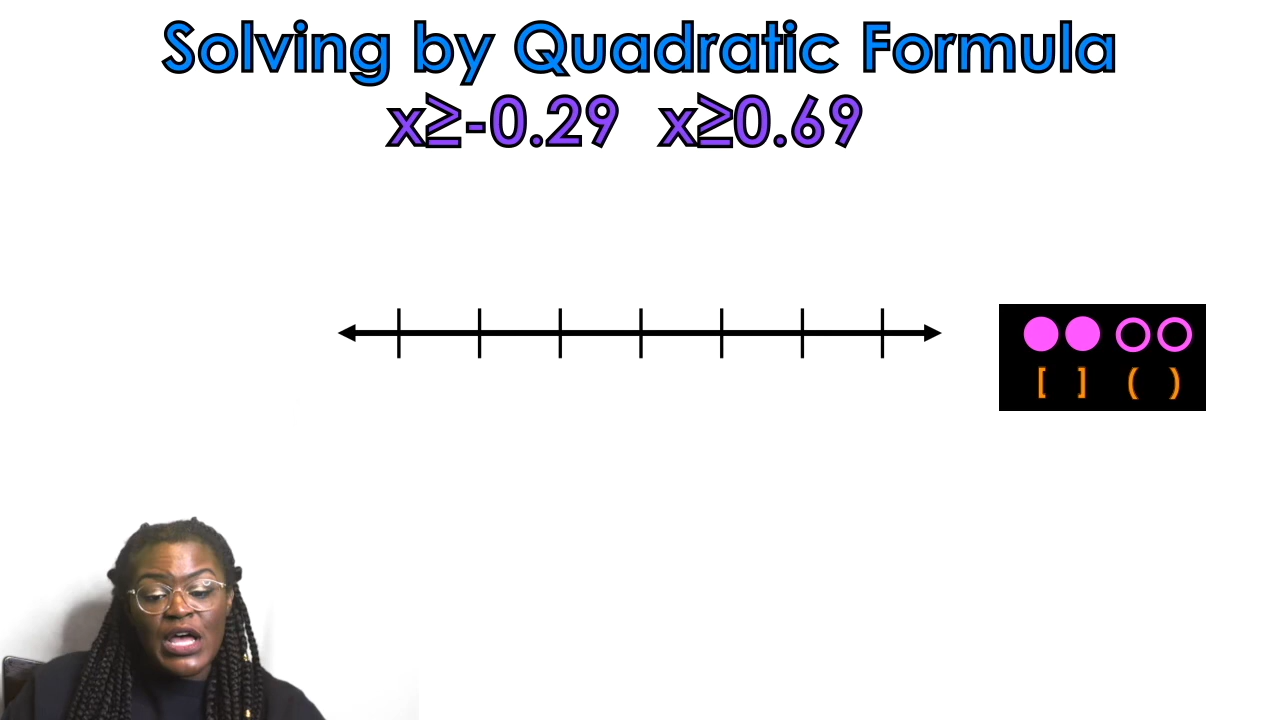 Solving by Quadratic Formula
x≥-0.29 x≥0.69
[ ] ( )